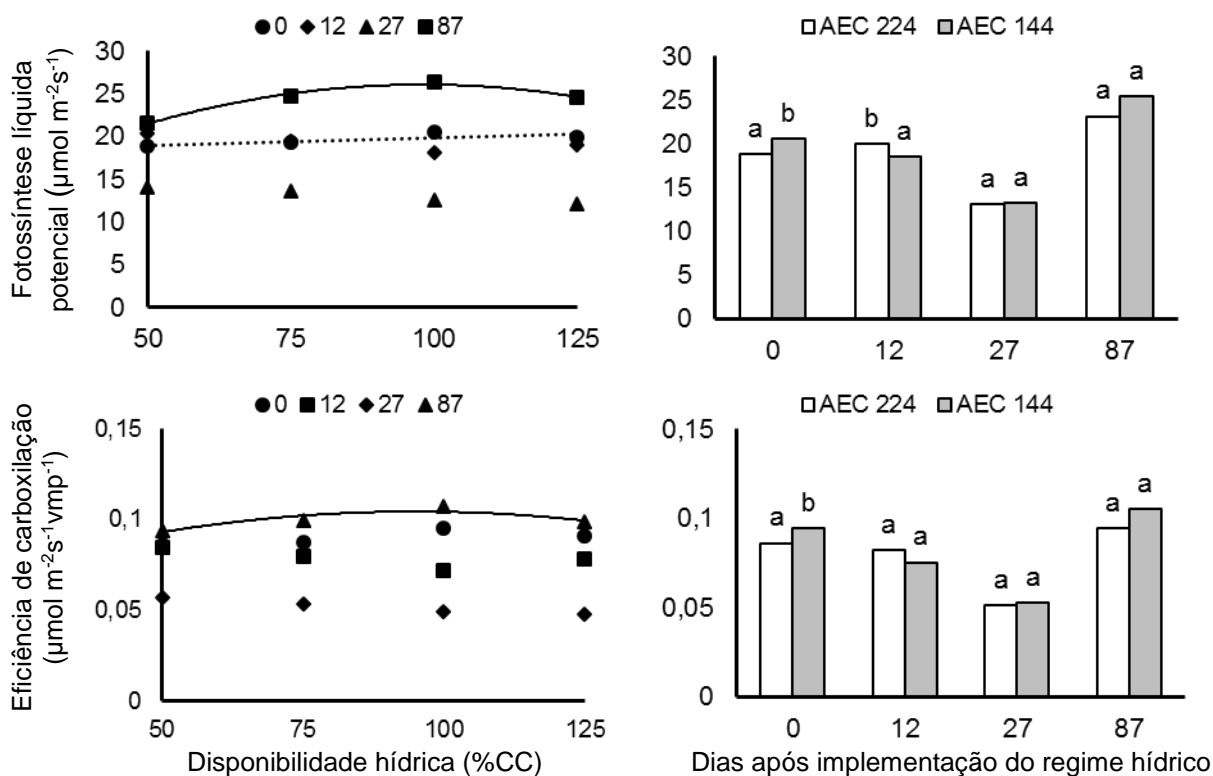 ● 0 ◆ 12 ▲ 27 ■ 87
Fotossíntese líquida
potencial (µmol m⁻²s⁻¹)
30
25
20
15
10
5
0
50 75 100 125
□ AEC 224 ■ AEC 144
30
25
20
15
10
5
0
a b b a a a a a
0 12 27 87
● 0 ■ 12 ◆ 27 ▲ 87
Eficiência de carboxilação
(µmol m⁻²s⁻¹vmp⁻¹)
0,15
0,1
0,05
0
50 75 100 125
Disponibilidade hídrica (%CC)
□ AEC 224 ■ AEC 144
0,15
0,1
0,05
0
a b a a a a a a
0 12 27 87
Dias após implementação do regime hídrico